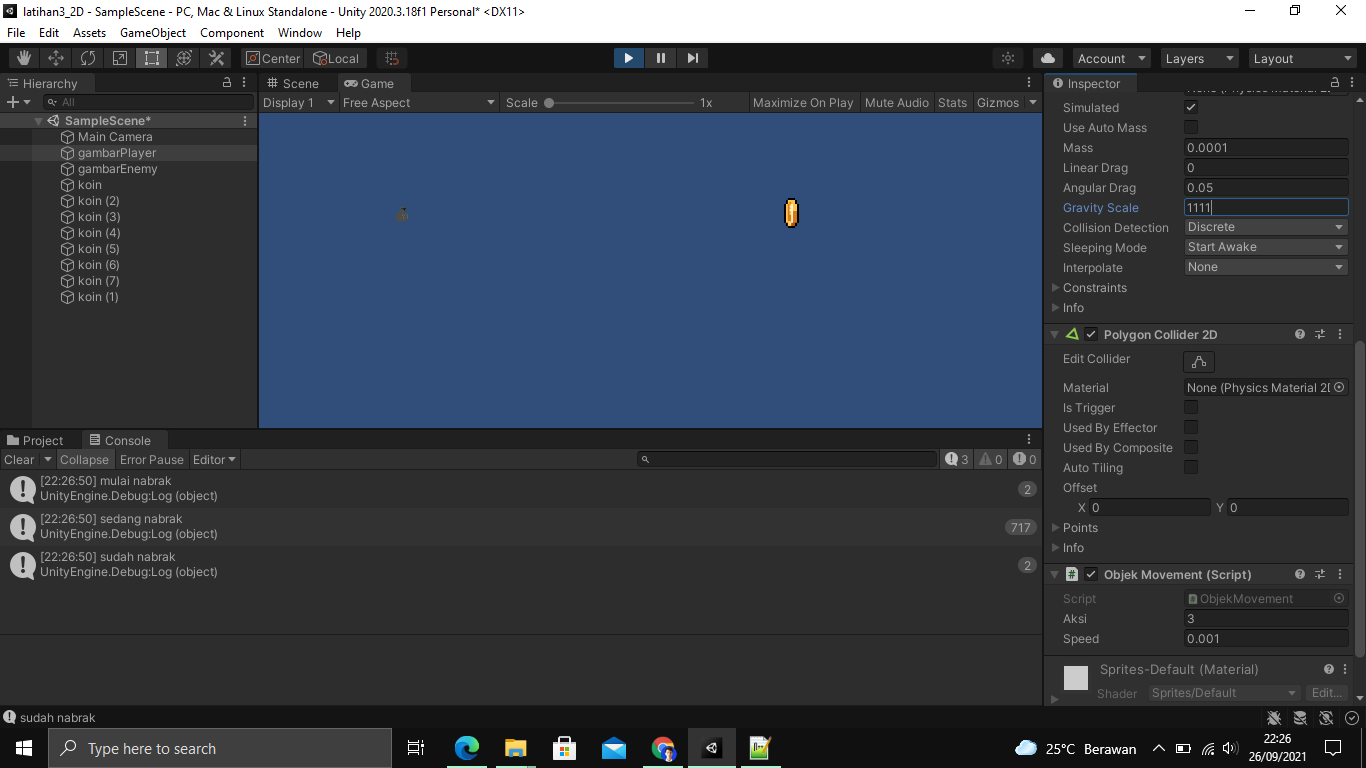 latihan3_2D - SampleScene - PC, Mac & Linux Standalone - Unity 2020.3.18f1 Personal* <DX11>
File Edit Assets GameObject Component Window Help
Center Local Account Layers Layout
Hierarchy
All
SampleScene*
Main Camera
gambarPlayer
gambarEnemy
koin
koin (2)
koin (3)
koin (4)
koin (5)
koin (6)
koin (7)
koin (1)
Scene Game
Display 1 Free Aspect Scale 1x Maximize On Play Mute Audio Stats Gizmos
Inspector
Simulated
Use Auto Mass
Mass 0.0001
Linear Drag 0
Angular Drag 0.05
Gravity Scale 1111
Collision Detection Discrete
Sleeping Mode Start Awake
Interpolate None
Constraints
Info
Polygon Collider 2D
Edit Collider
Material None (Physics Material 2D
Is Trigger
Used By Effector
Used By Composite
Auto Tiling
Offset
X 0 Y 0
Points
Info
Objek Movement (Script)
Script ObjekMovement
Aksi 3
Speed 0.001
Sprites-Default (Material)
Shader Sprites/Default Edit...
Project Console
Clear Collapse Error Pause Editor 3 0 0
[22:26:50] mulai nabrak
UnityEngine.Debug:Log (object)
2
[22:26:50] sedang nabrak
UnityEngine.Debug:Log (object)
717
[22:26:50] sudah nabrak
UnityEngine.Debug:Log (object)
2
sudah nabrak
Type here to search
25°C Berawan
22:26
26/09/2021